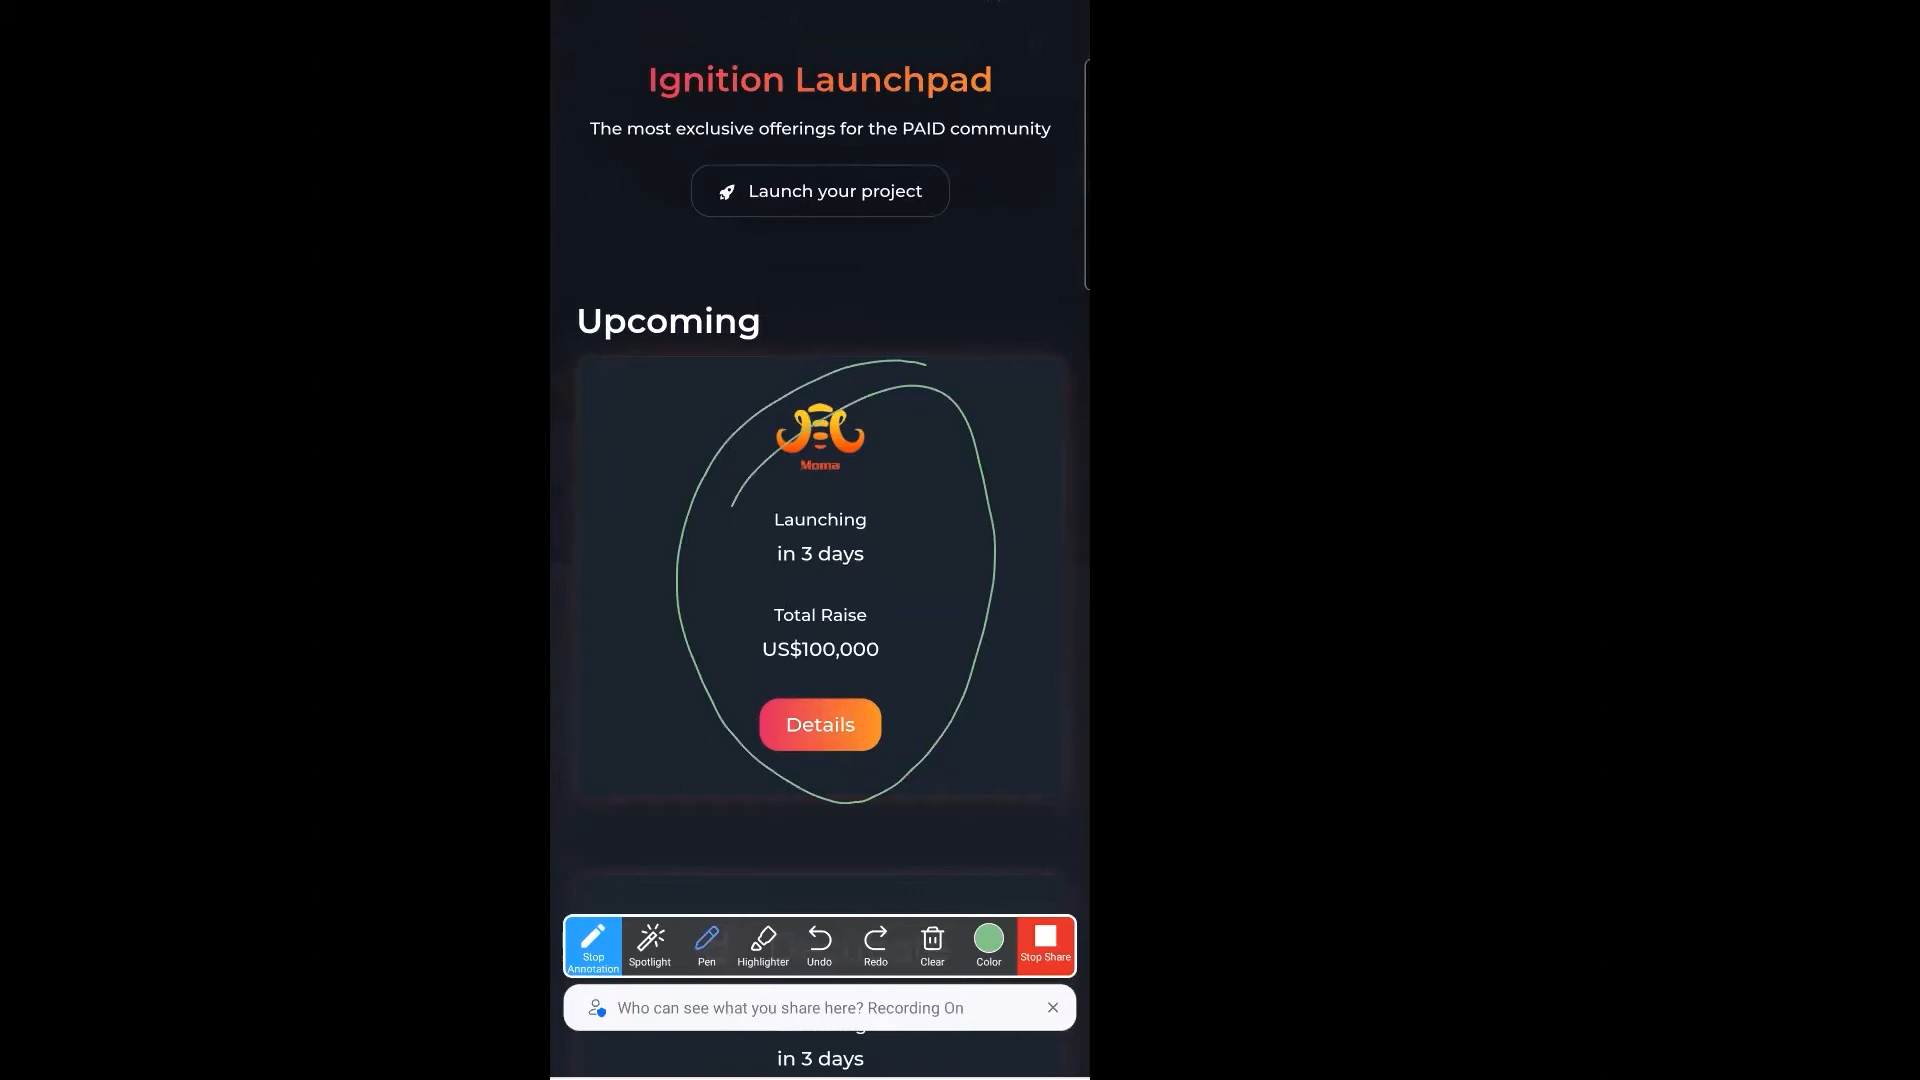 Ignition Launchpad
The most exclusive offerings for the PAID community
Launch your project
Upcoming
Moma
Launching
in 3 days
Total Raise
US$100,000
Details
Stop Annotation
Spotlight
Pen
Highlighter
Undo
Redo
Clear
Color
Stop Share
Who can see what you share here? Recording On
in 3 days